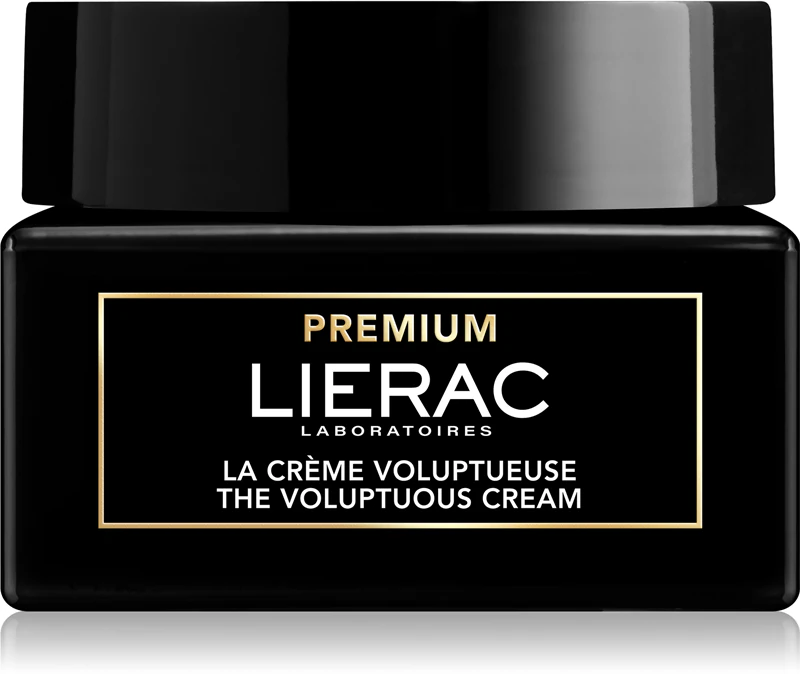 PREMIUM
LIERAC
LABORATOIRES
LA CRÈME VOLUPTUEUSE
THE VOLUPTUOUS CREAM